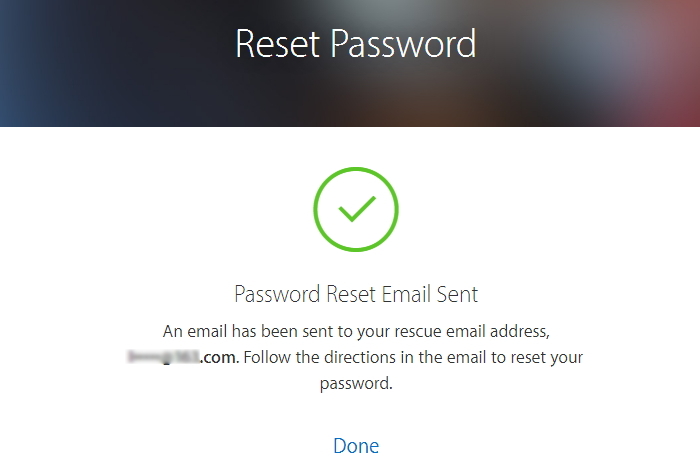 Reset Password
Password Reset Email Sent
An email has been sent to your rescue email address,
.com. Follow the directions in the email to reset your
password.
Done